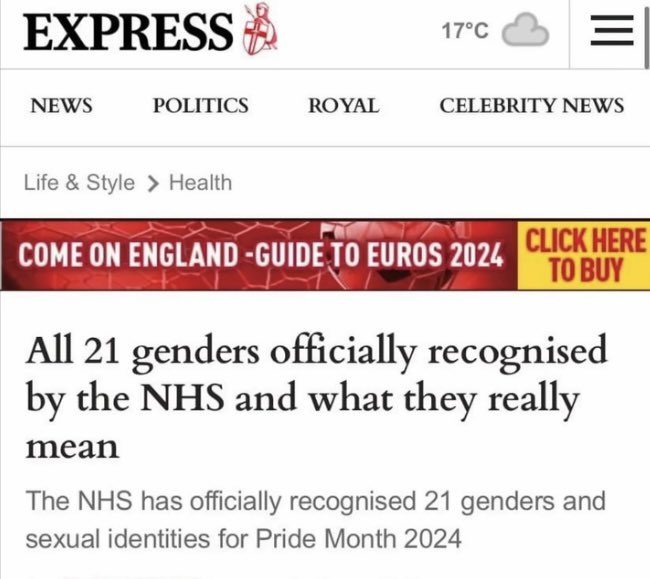 EXPRESS
17°C
NEWS POLITICS ROYAL CELEBRITY NEWS
Life & Style > Health
COME ON ENGLAND -GUIDE TO EUROS 2024
CLICK HERE
TO BUY
All 21 genders officially recognised
by the NHS and what they really
mean
The NHS has officially recognised 21 genders and
sexual identities for Pride Month 2024